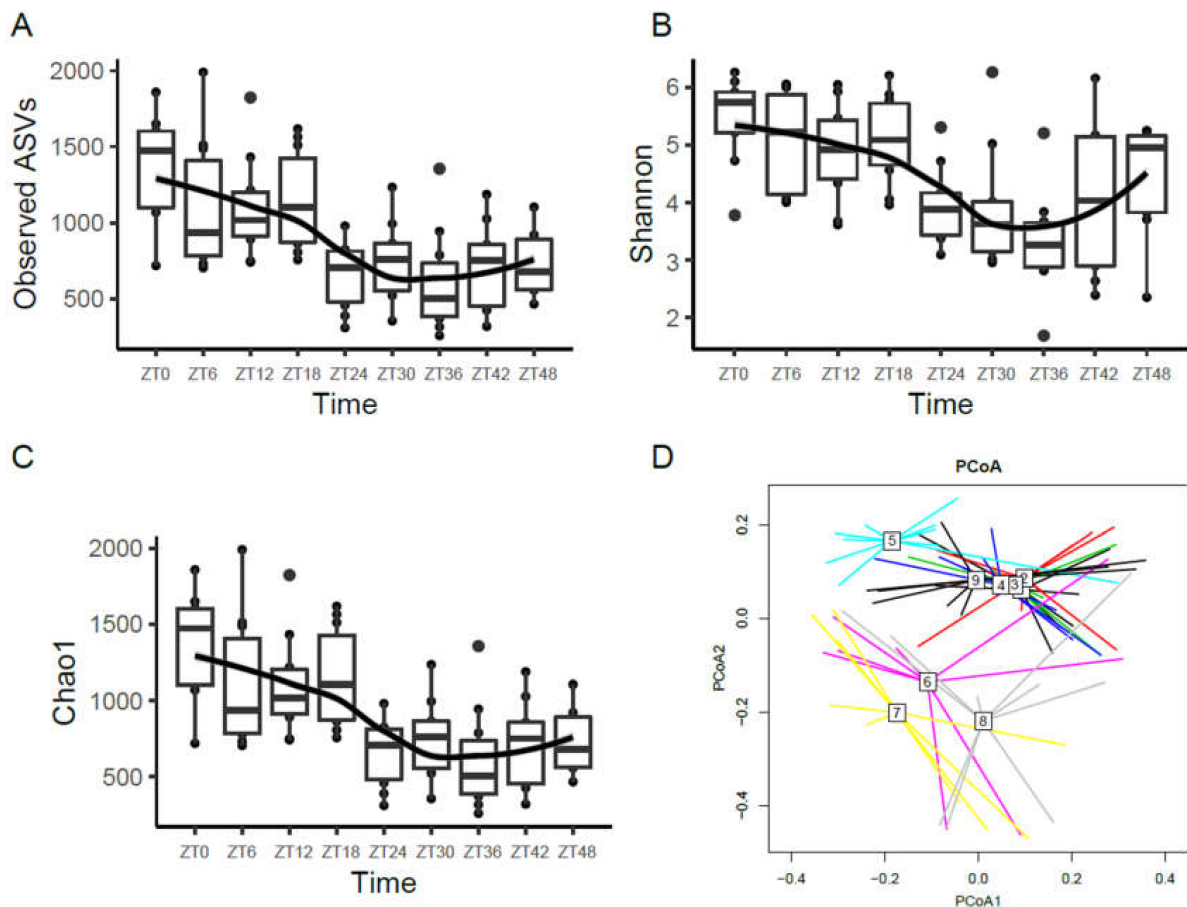 A
Observed ASVs
2000
1500
1000
500
ZT0 ZT6 ZT12 ZT18 ZT24 ZT30 ZT36 ZT42 ZT48
Time
B
Shannon
6
5
4
3
2
ZT0 ZT6 ZT12 ZT18 ZT24 ZT30 ZT36 ZT42 ZT48
Time
C
Chao1
2000
1500
1000
500
ZT0 ZT6 ZT12 ZT18 ZT24 ZT30 ZT36 ZT42 ZT48
Time
D
PCoA
PCoA2
0.2
0.0
−0.2
−0.4
5
9 4 3 2
6
7 8
−0.4 −0.2 0.0 0.2 0.4
PCoA1